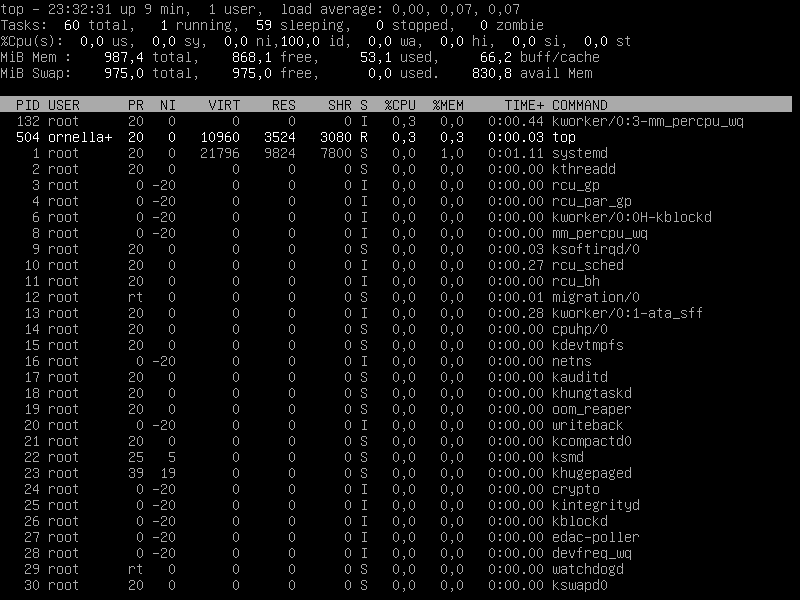 top - 23:32:31 up 9 min,  1 user,  load average: 0,00, 0,07, 0,07
Tasks:  60 total,   1 running,  59 sleeping,   0 stopped,   0 zombie
%Cpu(s):  0,0 us,  0,0 sy,  0,0 ni,100,0 id,  0,0 wa,  0,0 hi,  0,0 si,  0,0 st
MiB Mem :    987,4 total,    868,1 free,     53,1 used,     66,2 buff/cache
MiB Swap:    975,0 total,    975,0 free,      0,0 used.    830,8 avail Mem
PID USER      PR  NI    VIRT    RES    SHR S  %CPU  %MEM     TIME+ COMMAND
132 root      20   0       0      0      0 I   0,3   0,0   0:00.44 kworker/0:3-mm_percpu_wq
504 ornella+  20   0   10960   3524   3080 R   0,3   0,3   0:00.03 top
1 root      20   0   21796   9824   7800 S   0,0   1,0   0:01.11 systemd
2 root      20   0       0      0      0 S   0,0   0,0   0:00.00 kthreadd
3 root       0 -20       0      0      0 I   0,0   0,0   0:00.00 rcu_gp
4 root       0 -20       0      0      0 I   0,0   0,0   0:00.00 rcu_par_gp
6 root       0 -20       0      0      0 I   0,0   0,0   0:00.00 kworker/0:0H-kblockd
8 root       0 -20       0      0      0 I   0,0   0,0   0:00.00 mm_percpu_wq
9 root      20   0       0      0      0 S   0,0   0,0   0:00.03 ksoftirqd/0
10 root      20   0       0      0      0 I   0,0   0,0   0:00.27 rcu_sched
11 root      20   0       0      0      0 I   0,0   0,0   0:00.00 rcu_bh
12 root      rt   0       0      0      0 S   0,0   0,0   0:00.01 migration/0
13 root      20   0       0      0      0 I   0,0   0,0   0:00.28 kworker/0:1-ata_sff
14 root      20   0       0      0      0 S   0,0   0,0   0:00.00 cpuhp/0
15 root      20   0       0      0      0 S   0,0   0,0   0:00.00 kdevtmpfs
16 root       0 -20       0      0      0 I   0,0   0,0   0:00.00 netns
17 root      20   0       0      0      0 S   0,0   0,0   0:00.00 kauditd
18 root      20   0       0      0      0 S   0,0   0,0   0:00.00 khungtaskd
19 root      20   0       0      0      0 S   0,0   0,0   0:00.00 oom_reaper
20 root       0 -20       0      0      0 I   0,0   0,0   0:00.00 writeback
21 root      20   0       0      0      0 S   0,0   0,0   0:00.00 kcompactd0
22 root      25   5       0      0      0 S   0,0   0,0   0:00.00 ksmd
23 root      39  19       0      0      0 S   0,0   0,0   0:00.00 khugepaged
24 root       0 -20       0      0      0 I   0,0   0,0   0:00.00 crypto
25 root       0 -20       0      0      0 I   0,0   0,0   0:00.00 kintegrityd
26 root       0 -20       0      0      0 I   0,0   0,0   0:00.00 kblockd
27 root       0 -20       0      0      0 I   0,0   0,0   0:00.00 edac-poller
28 root       0 -20       0      0      0 I   0,0   0,0   0:00.00 devfreq_wq
29 root      rt   0       0      0      0 S   0,0   0,0   0:00.00 watchdogd
30 root      20   0       0      0      0 S   0,0   0,0   0:00.00 kswapd0